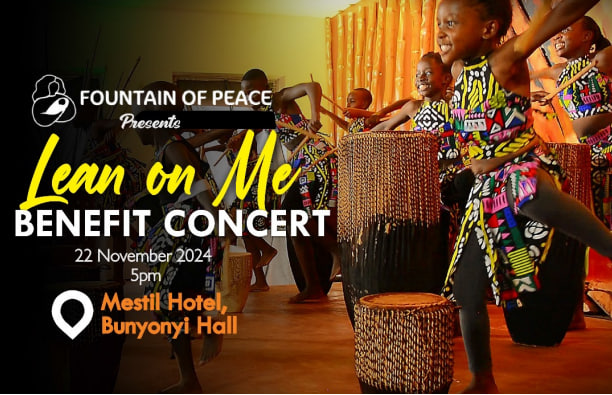 FOUNTAIN OF PEACE
Presents
Lean on Me
BENEFIT CONCERT
22 November 2024
5pm
Mestil Hotel,
Bunyonyi Hall